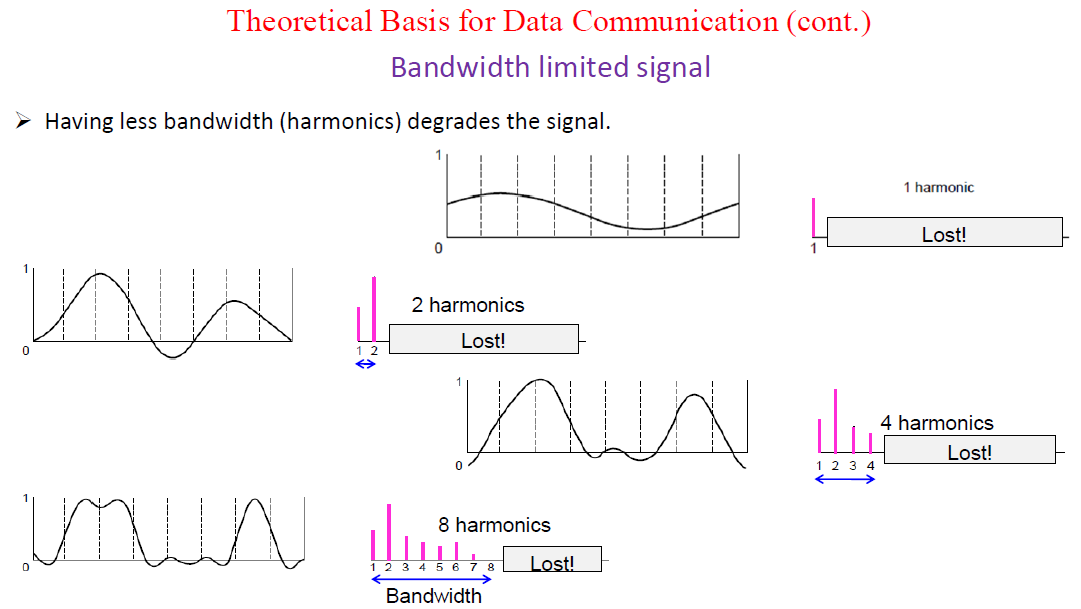 Theoretical Basis for Data Communication (cont.)
Bandwidth limited signal
➢ Having less bandwidth (harmonics) degrades the signal.
1
0
1 harmonic
Lost!
1
1
0
2 harmonics
Lost!
1 2
1
0
4 harmonics
Lost!
1 2 3 4
1
0
8 harmonics
Lost!
1 2 3 4 5 6 7 8
Bandwidth